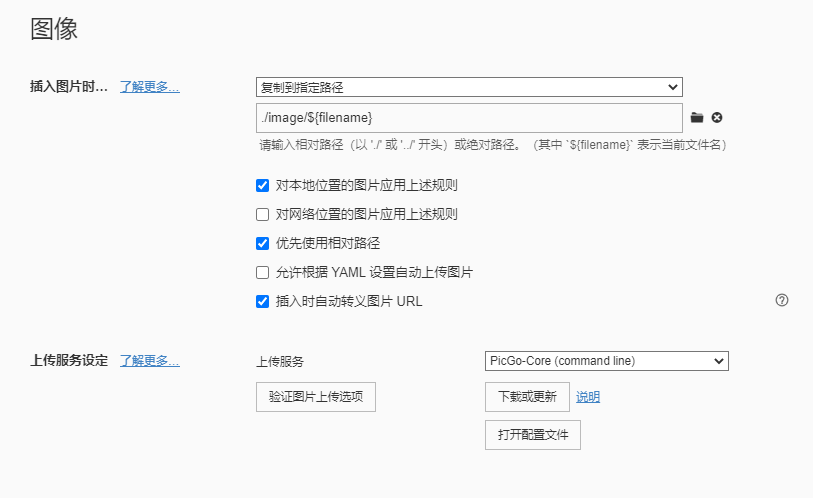 图像
插入图片时… 了解更多… 复制到指定路径
./image/${filename}
请输入相对路径（以 './' 或 '../' 开头）或绝对路径。（其中 `${filename}` 表示当前文件名）
对本地位置的图片应用上述规则
对网络位置的图片应用上述规则
优先使用相对路径
允许根据 YAML 设置自动上传图片
插入时自动转义图片 URL
上传服务设定 了解更多… 上传服务 PicGo-Core (command line)
验证图片上传选项 下载或更新 说明
打开配置文件